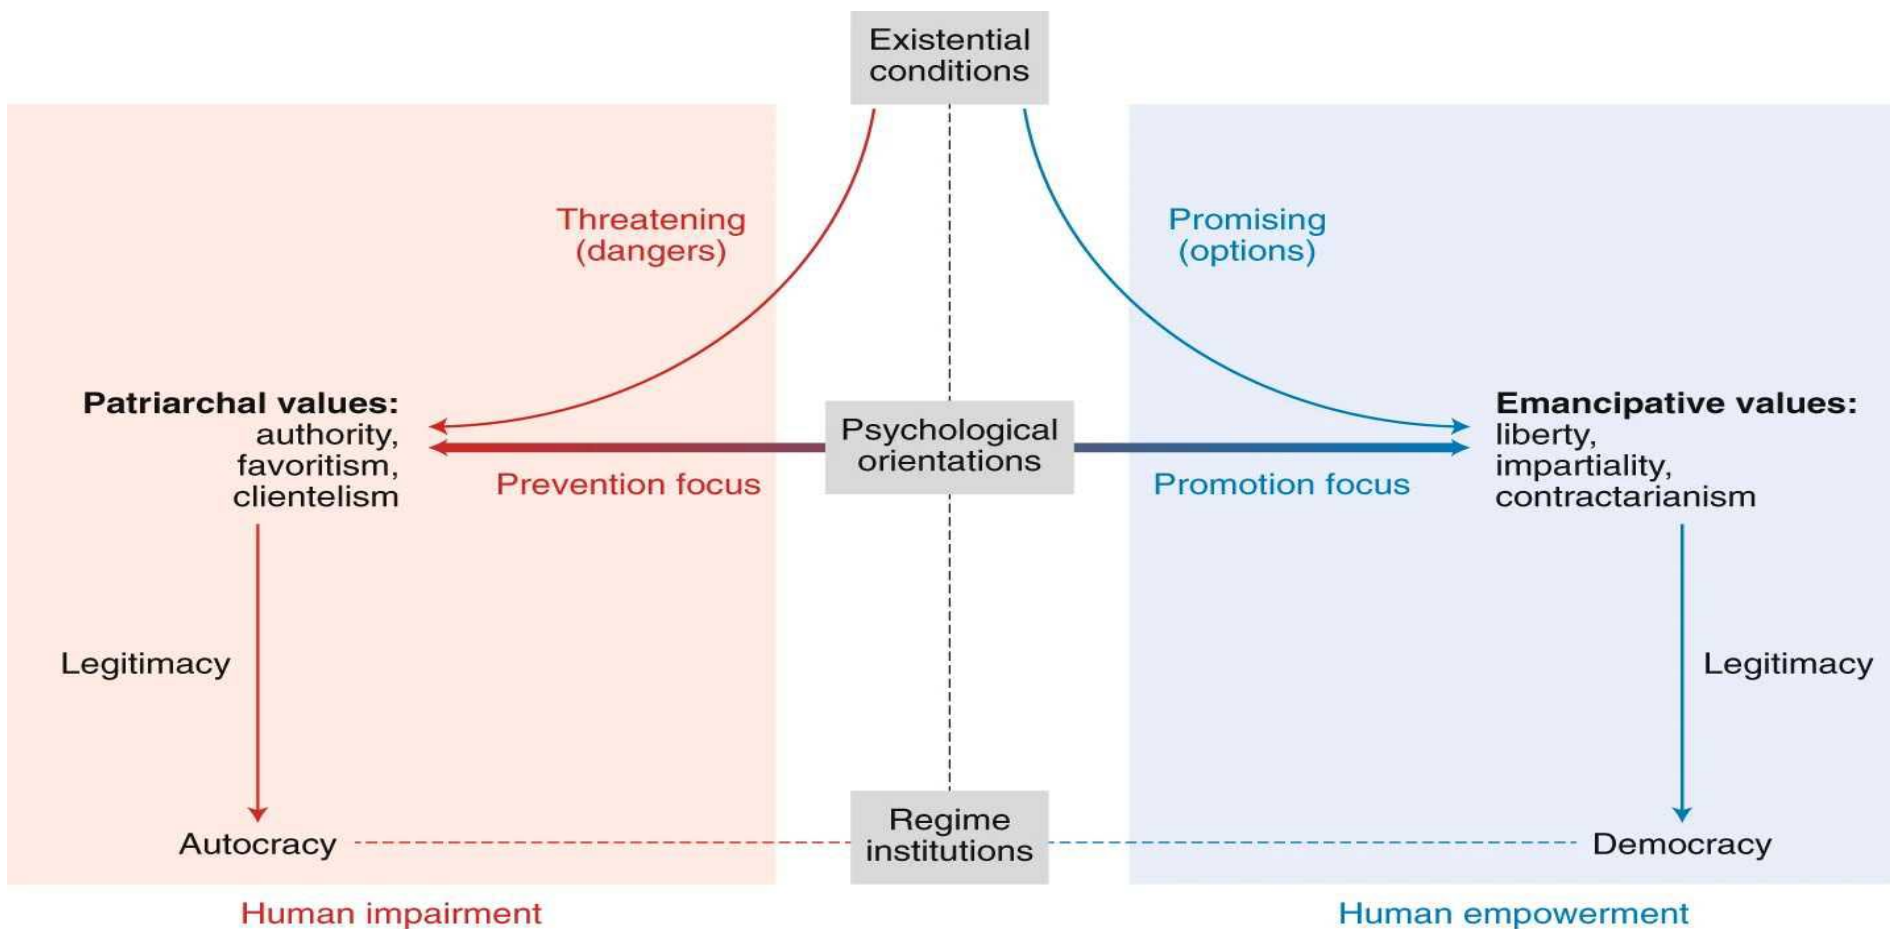 Existential
conditions
Threatening
(dangers)
Promising
(options)
Patriarchal values:
authority,
favoritism,
clientelism
Prevention focus
Psychological
orientations
Promotion focus
Emancipative values:
liberty,
impartiality,
contractarianism
Legitimacy
Legitimacy
Autocracy
Regime
institutions
Democracy
Human impairment
Human empowerment